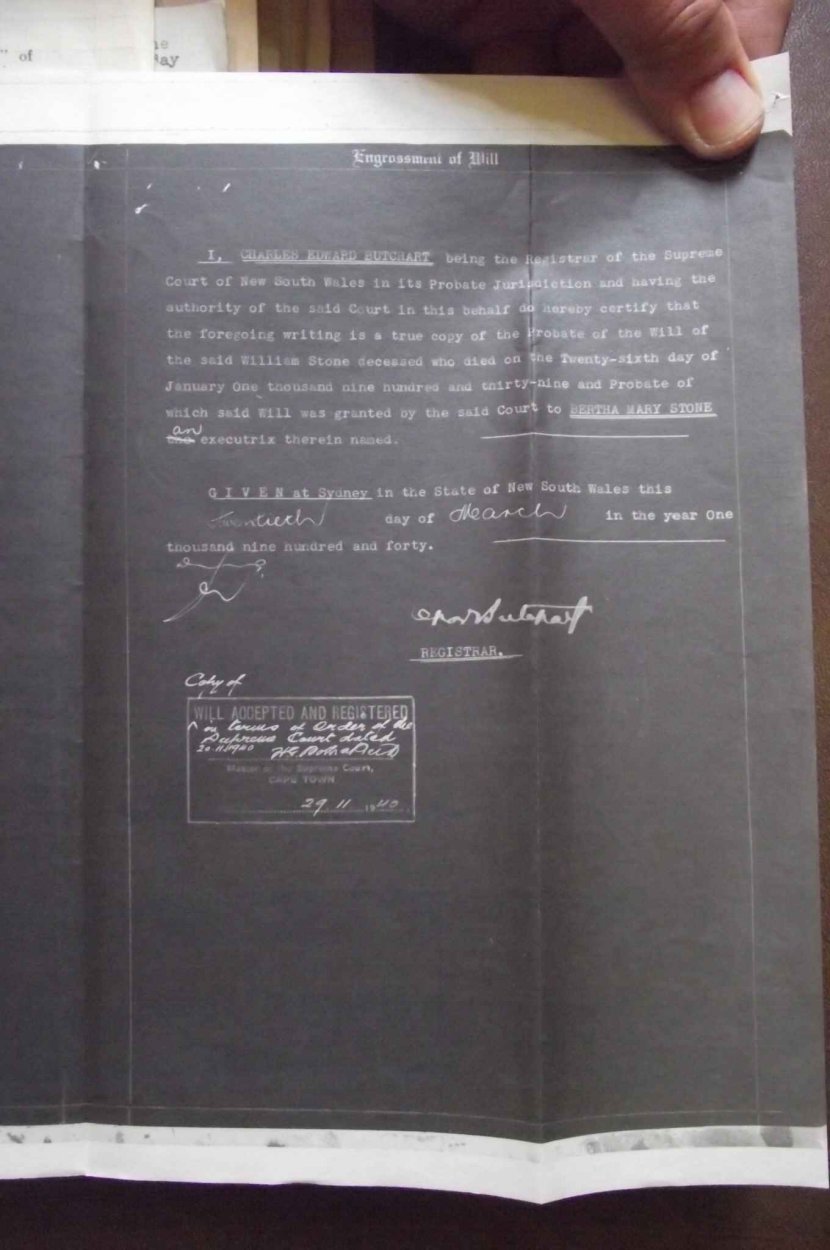 " of
ay
Engrossment of Will
I, CHARLES EDWARD BUTCHART being the Registrar of the Supreme
Court of New South Wales in its Probate Jurisdiction and having the
authority of the said Court in this behalf do hereby certify that
the foregoing writing is a true copy of the Probate of the Will of
the said William Stone deceased who died on the Twenty-sixth day of
January One thousand nine hundred and thirty-nine and Probate of
which said Will was granted by the said Court to BERTHA MARY STONE
an
the executrix therein named.
G I V E N at Sydney in the State of New South Wales this
twentieth day of March in the year One
thousand nine hundred and forty.
REGISTRAR.
Copy of
WILL ACCEPTED AND REGISTERED
in terms of Order of the
Supreme Court dated
20.11.1940
Master of the Supreme Court,
CAPE TOWN
29 11 1940